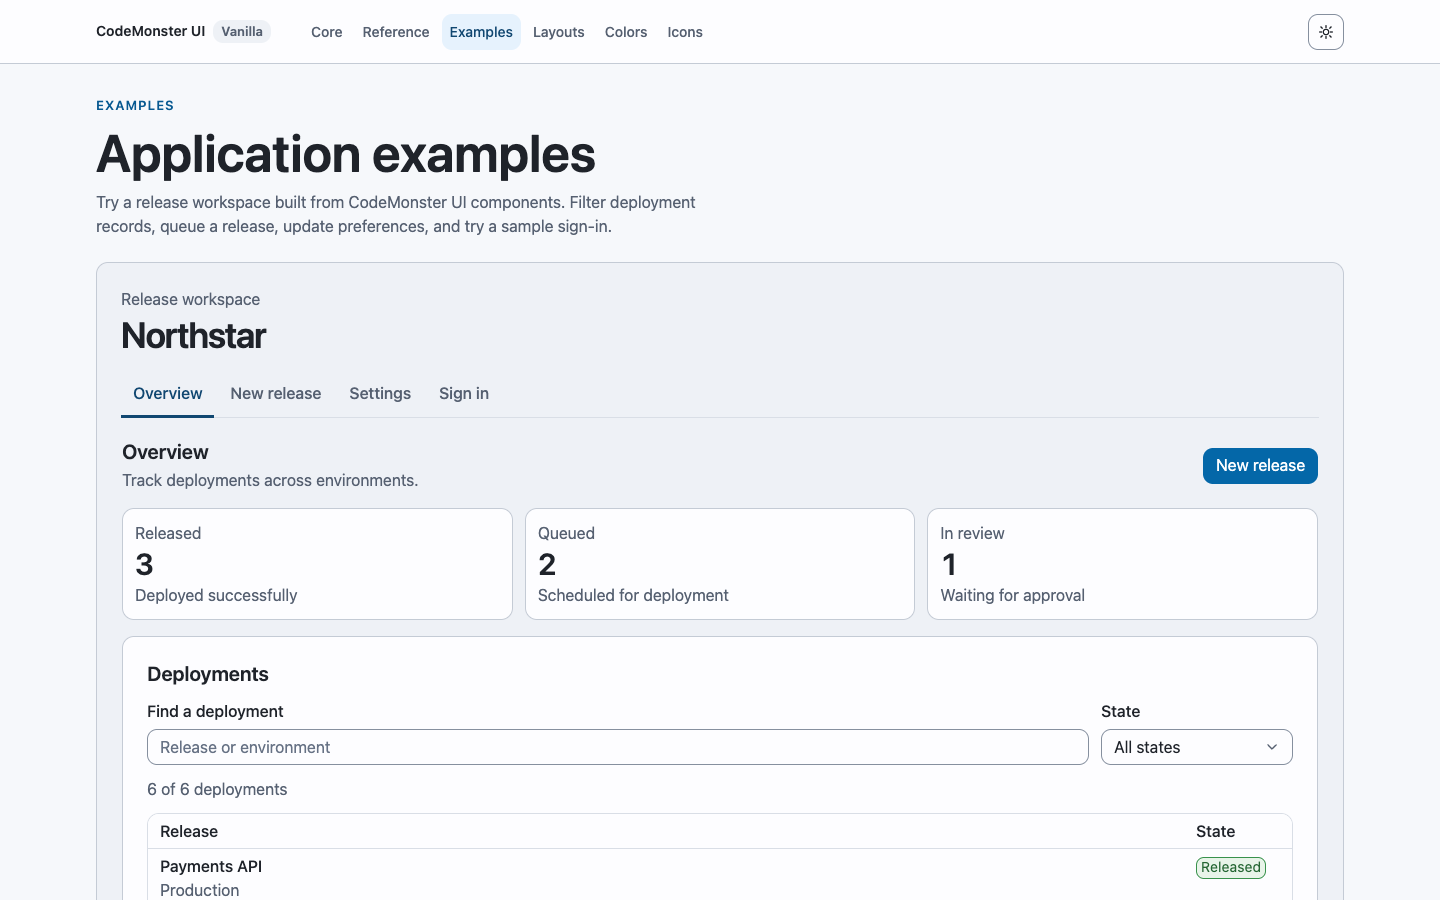 CodeMonster UI Vanilla Core Reference Examples Layouts Colors Icons
EXAMPLES
Application examples
Try a release workspace built from CodeMonster UI components. Filter deployment
records, queue a release, update preferences, and try a sample sign-in.
Release workspace
Northstar
Overview New release Settings Sign in
Overview
Track deployments across environments.
New release
Released
3
Deployed successfully
Queued
2
Scheduled for deployment
In review
1
Waiting for approval
Deployments
Find a deployment
Release or environment
State
All states
6 of 6 deployments
Release State
Payments API Released
Production